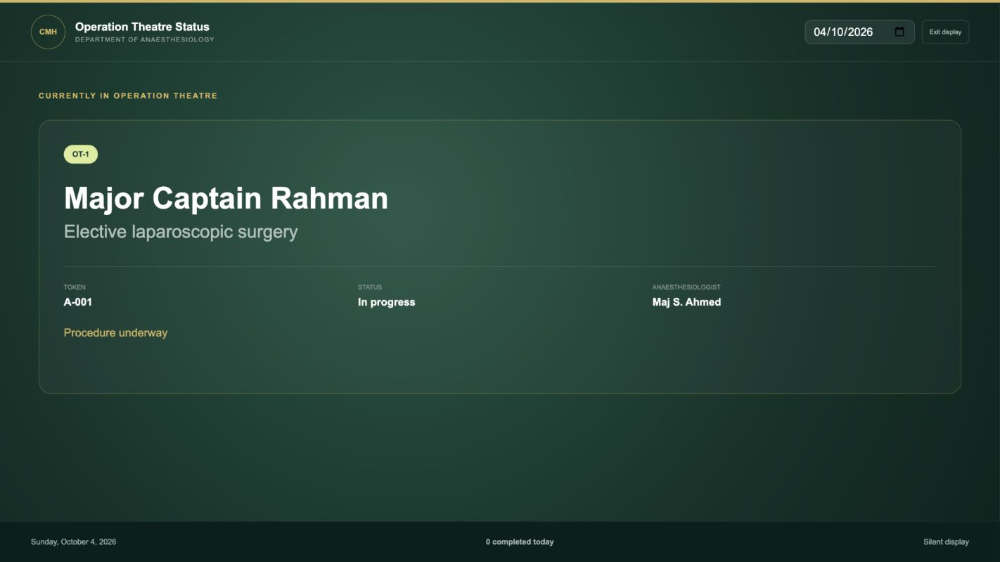 CMH
Operation Theatre Status
DEPARTMENT OF ANAESTHESIOLOGY
04/10/2026
Exit display
CURRENTLY IN OPERATION THEATRE
OT-1
Major Captain Rahman
Elective laparoscopic surgery
TOKEN
A-001
STATUS
In progress
ANAESTHESIOLOGIST
Maj S. Ahmed
Procedure underway
Sunday, October 4, 2026
0 completed today
Silent display